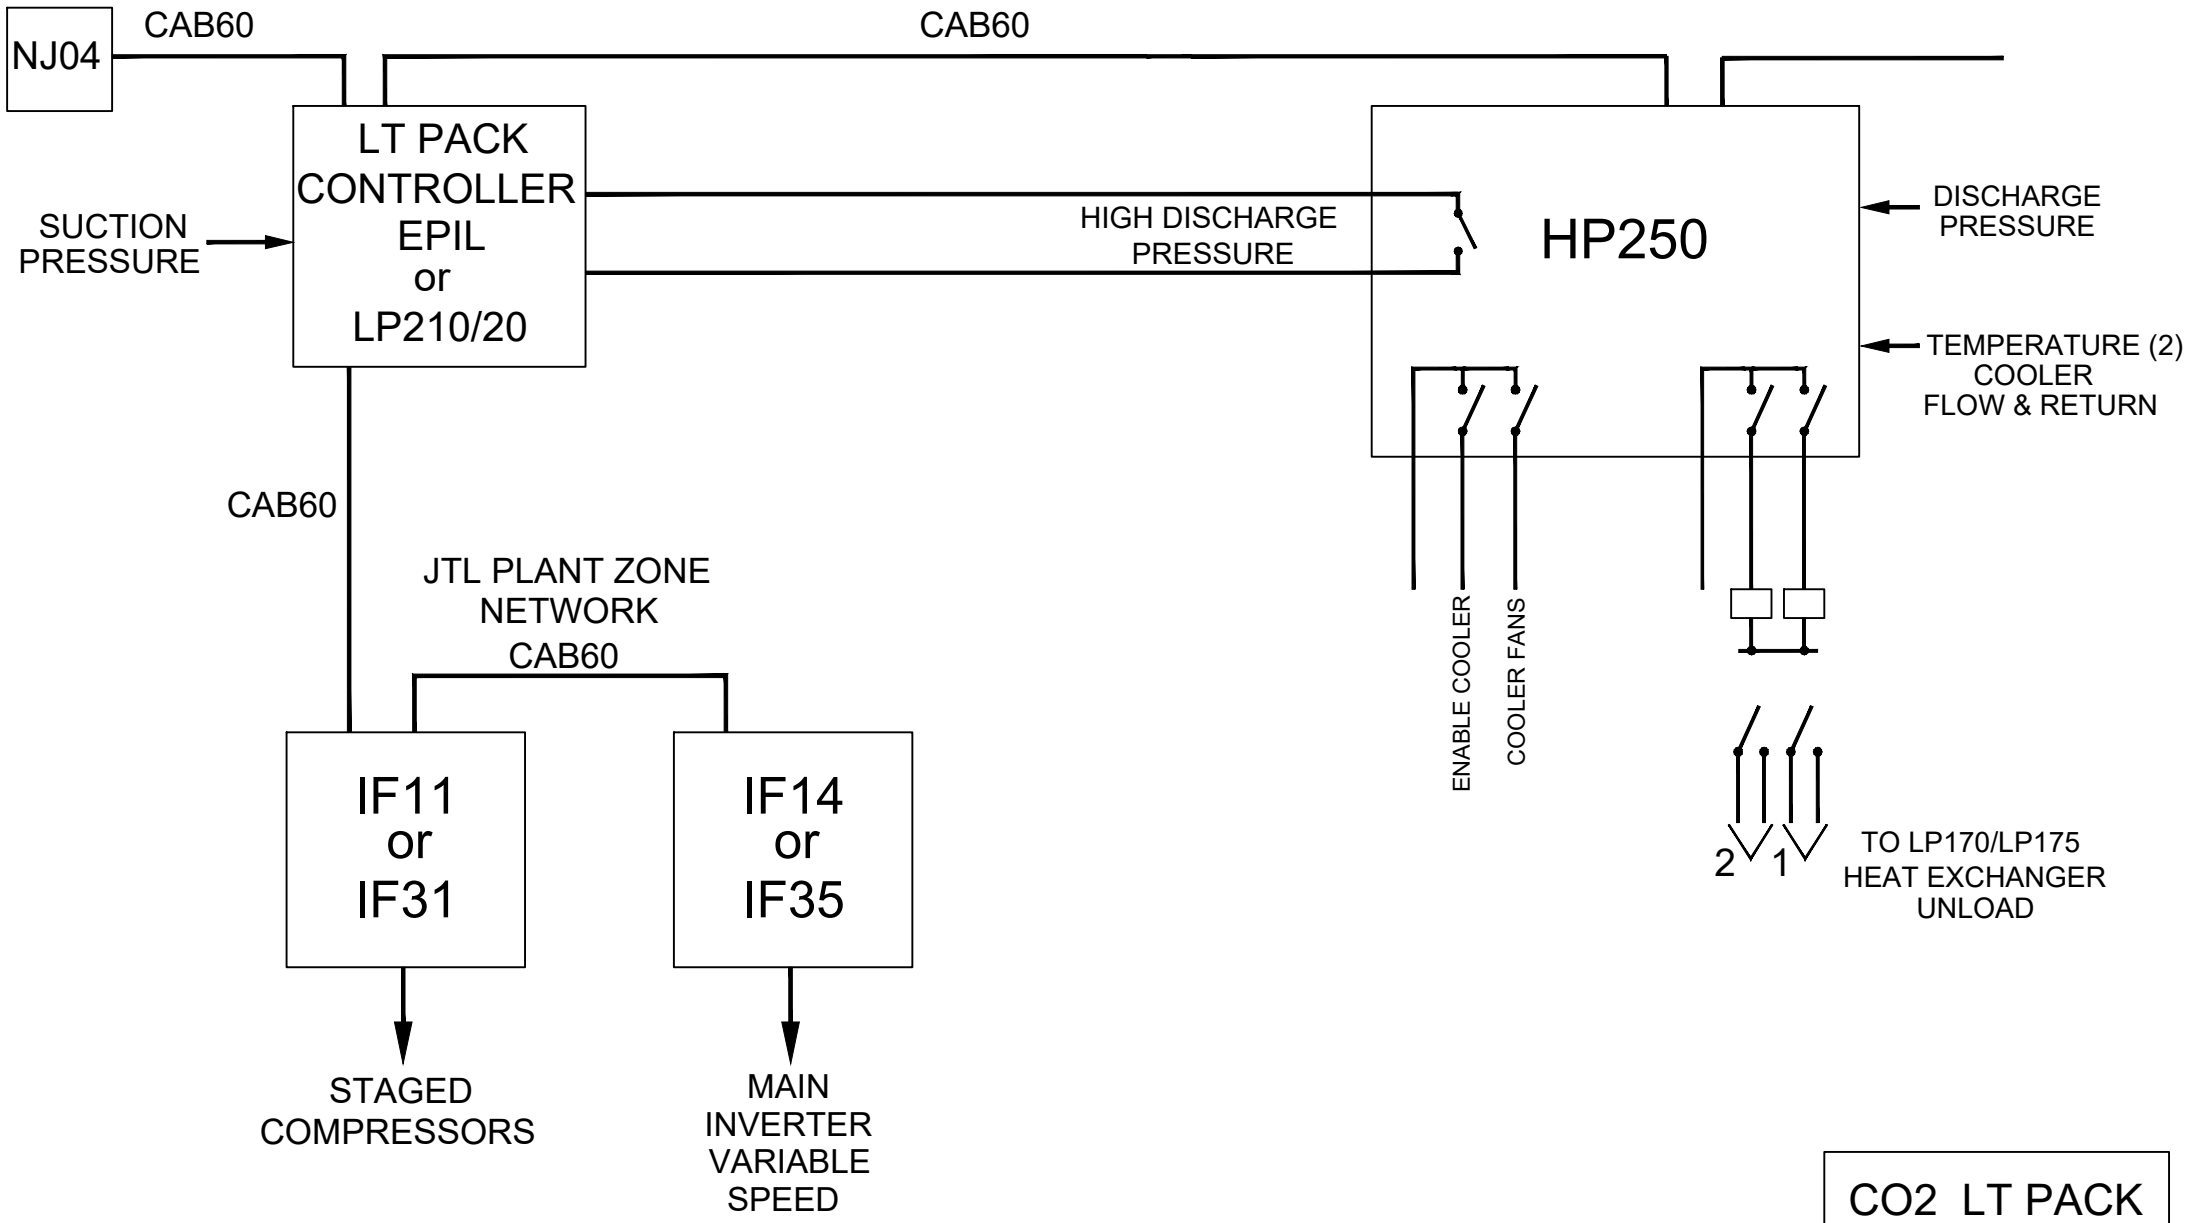 CAB60
CAB60
NJ04
LT PACK
CONTROLLER
EPIL
or
LP210/20
SUCTION
PRESSURE
HIGH DISCHARGE
PRESSURE
HP250
DISCHARGE
PRESSURE
TEMPERATURE (2)
COOLER
FLOW & RETURN
CAB60
JTL PLANT ZONE
NETWORK
CAB60
ENABLE COOLER
COOLER FANS
IF11
or
IF31
IF14
or
IF35
2
1
TO LP170/LP175
HEAT EXCHANGER
UNLOAD
STAGED
COMPRESSORS
MAIN
INVERTER
VARIABLE
SPEED
CO2 LT PACK